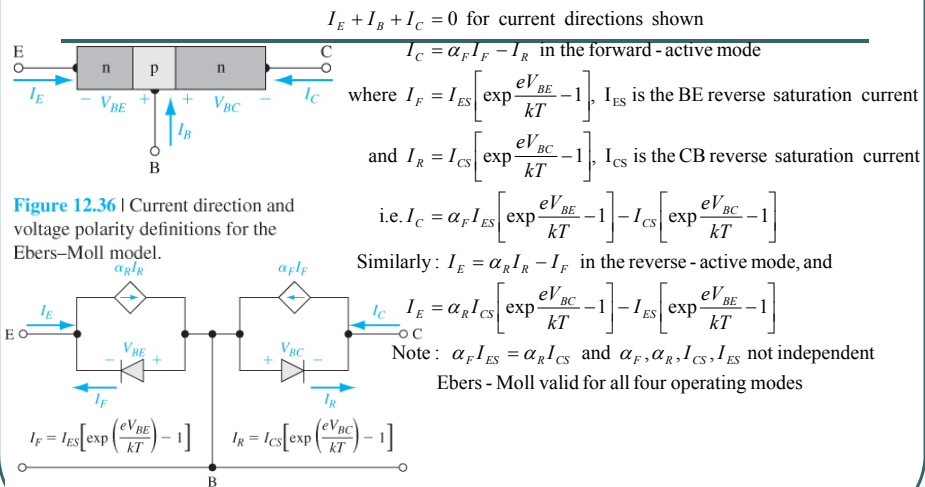 I_E + I_B + I_C = 0 for current directions shown
E
C
n
p
n
I_E
− V_BE +
+ V_BC −
I_C
I_B
B
Figure 12.36 | Current direction and
voltage polarity definitions for the
Ebers–Moll model.
I_C = α_F I_F − I_R in the forward - active mode
where I_F = I_ES [exp eV_BE/kT − 1], I_ES is the BE reverse saturation current
and I_R = I_CS [exp eV_BC/kT − 1], I_CS is the CB reverse saturation current
i.e. I_C = α_F I_ES [exp eV_BE/kT − 1] − I_CS [exp eV_BC/kT − 1]
Similarly : I_E = α_R I_R − I_F in the reverse - active mode, and
I_E = α_R I_CS [exp eV_BC/kT − 1] − I_ES [exp eV_BE/kT − 1]
Note : α_F I_ES = α_R I_CS and α_F, α_R, I_CS, I_ES not independent
Ebers - Moll valid for all four operating modes
α_R I_R
α_F I_F
I_E
I_C
E
C
− V_BE +
+ V_BC −
I_F
I_R
I_F = I_ES [exp (eV_BE/kT) − 1]
I_R = I_CS [exp (eV_BC/kT) − 1]
B